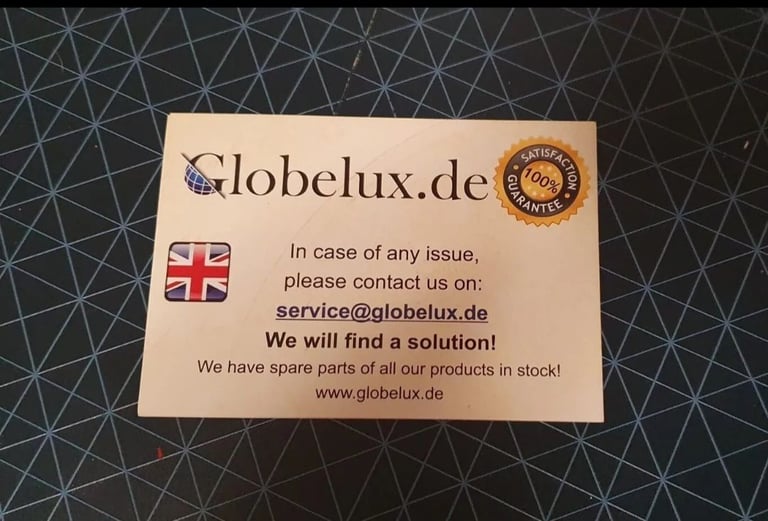 Globelux.de
SATISFACTION
100%
GUARANTEE
In case of any issue,
please contact us on:
service@globelux.de
We will find a solution!
We have spare parts of all our products in stock!
www.globelux.de